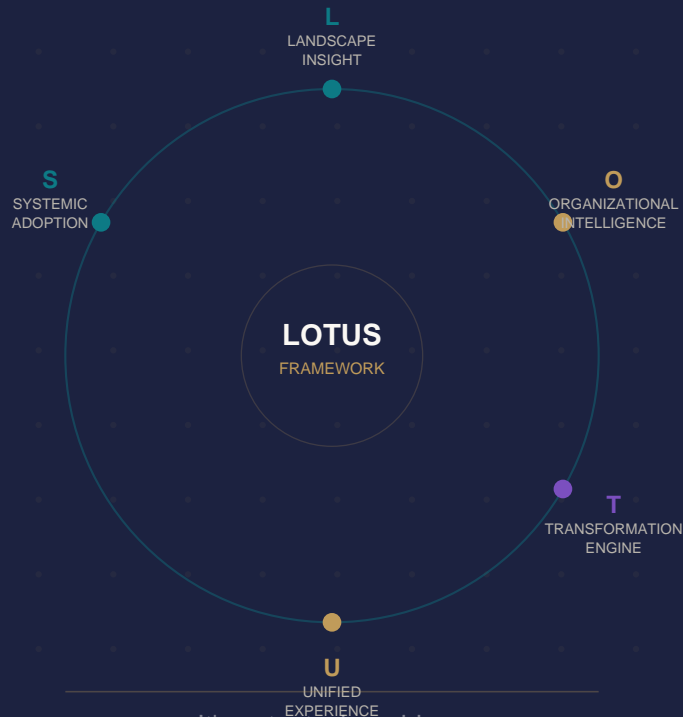 L
LANDSCAPE
INSIGHT
S
SYSTEMIC
ADOPTION
O
ORGANIZATIONAL
INTELLIGENCE
LOTUS
FRAMEWORK
T
TRANSFORMATION
ENGINE
U
UNIFIED
EXPERIENCE